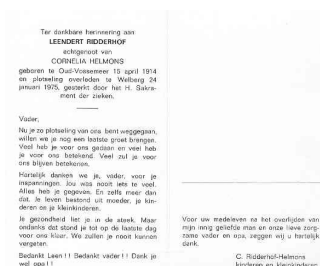 Ter dankbare herinnering aan
LEENDERT RIDDERHOF
echtgenoot van
CORNELIA HELMONS
geboren te Oud-Vossemeer 15 april 1914
en plotseling overleden te Welberg 24
januari 1975, gesterkt door het H. Sakra-
ment der zieken.
Vader,
Nu je zo plotseling van ons bent weggegaan,
willen we je nog een laatste groet brengen.
Veel heb je voor ons gedaan en veel heb
je voor ons betekend. Veel zul je voor
ons blijven betekenen.
Hartelijk danken we je, vader, voor je
inspanningen. Jou was nooit iets te veel.
Alles heb je gegeven. En zelfs meer dan
dat. Je leven bestond uit moeder, je kin-
deren en je kleinkinderen.
Je gezondheid liet je in de steek. Maar
ondanks dat stond je tot op de laatste dag
voor ons klaar. We zullen je nooit kunnen
vergeten.
Bedankt Leen!! Bedankt vader!! Dank je
wel opa!!
Voor uw medeleven na het overlijden van
mijn innig geliefde man en onze lieve zorg-
zame vader en opa, zeggen wij u hartelijk
dank.
C. Ridderhof-Helmons
kinderen en kleinkinderen